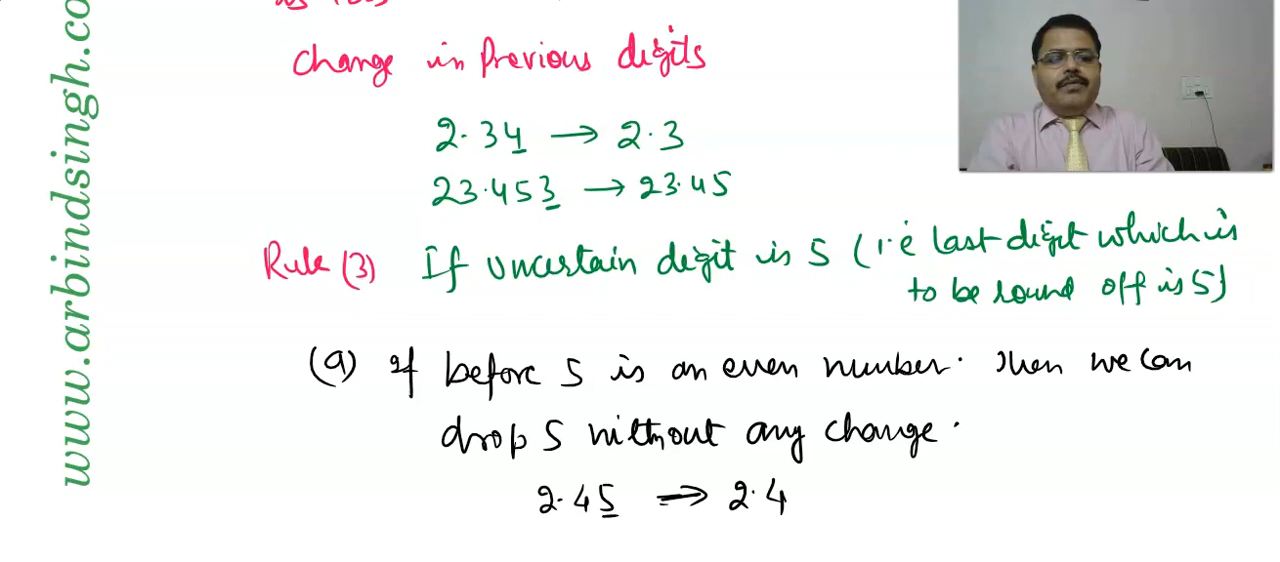 change in Previous digits
2.34 → 2.3
23.453 → 23.45
Rule (3) If uncertain digit is 5 (i.e last digit which is
to be round off is 5)
(a) If before 5 is an even number. Then we can
drop 5 without any change.
2.45 → 2.4
www.arbindsingh.co